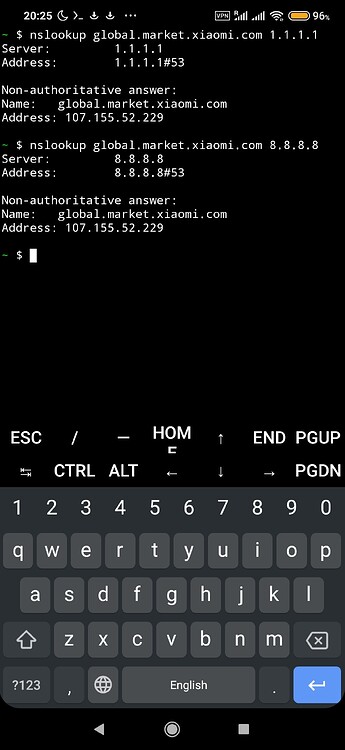 20:25 VPN R 96%
~ $ nslookup global.market.xiaomi.com 1.1.1.1
Server: 1.1.1.1
Address: 1.1.1.1#53
Non-authoritative answer:
Name: global.market.xiaomi.com
Address: 107.155.52.229
~ $ nslookup global.market.xiaomi.com 8.8.8.8
Server: 8.8.8.8
Address: 8.8.8.8#53
Non-authoritative answer:
Name: global.market.xiaomi.com
Address: 107.155.52.229
~ $
ESC / — HOM ↑ END PGUP
E
↹ CTRL ALT ← ↓ → PGDN
1 2 3 4 5 6 7 8 9 0
q w e r t y u i o p
a s d f g h j k l
z x c v b n m
?123 , English .